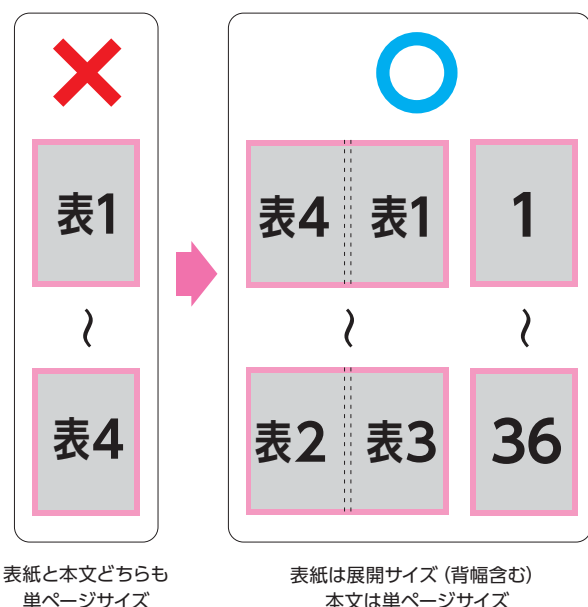 表1
〜
表4
表紙と本文どちらも
単ページサイズ
表4 表1 1
〜 〜
表2 表3 36
表紙は展開サイズ (背幅含む)
本文は単ページサイズ